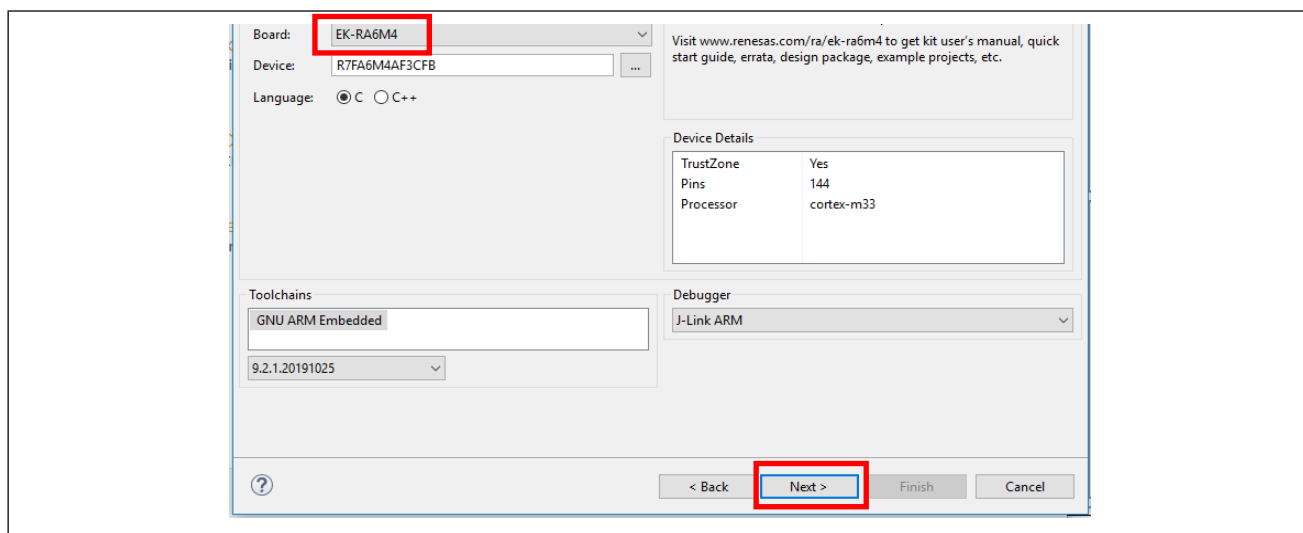 Board:
EK-RA6M4
Device:
R7FA6M4AF3CFB
...
Language:
C
C++
Visit www.renesas.com/ra/ek-ra6m4 to get kit user's manual, quick
start guide, errata, design package, example projects, etc.
Device Details
TrustZone Yes
Pins 144
Processor cortex-m33
Toolchains
GNU ARM Embedded
9.2.1.20191025
Debugger
J-Link ARM
?
< Back
Next >
Finish
Cancel